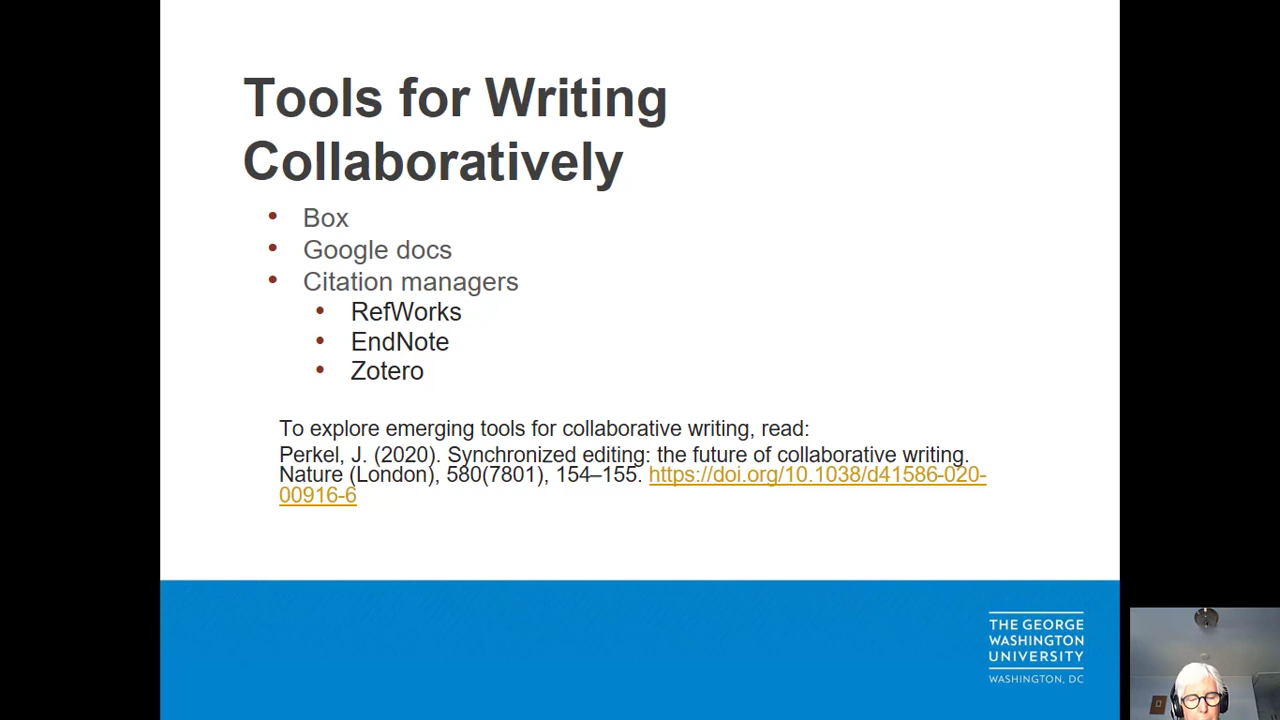 Tools for Writing
Collaboratively
• Box
• Google docs
• Citation managers
• RefWorks
• EndNote
• Zotero
To explore emerging tools for collaborative writing, read:
Perkel, J. (2020). Synchronized editing: the future of collaborative writing.
Nature (London), 580(7801), 154–155. https://doi.org/10.1038/d41586-020-
00916-6
THE GEORGE
WASHINGTON
UNIVERSITY
WASHINGTON, DC